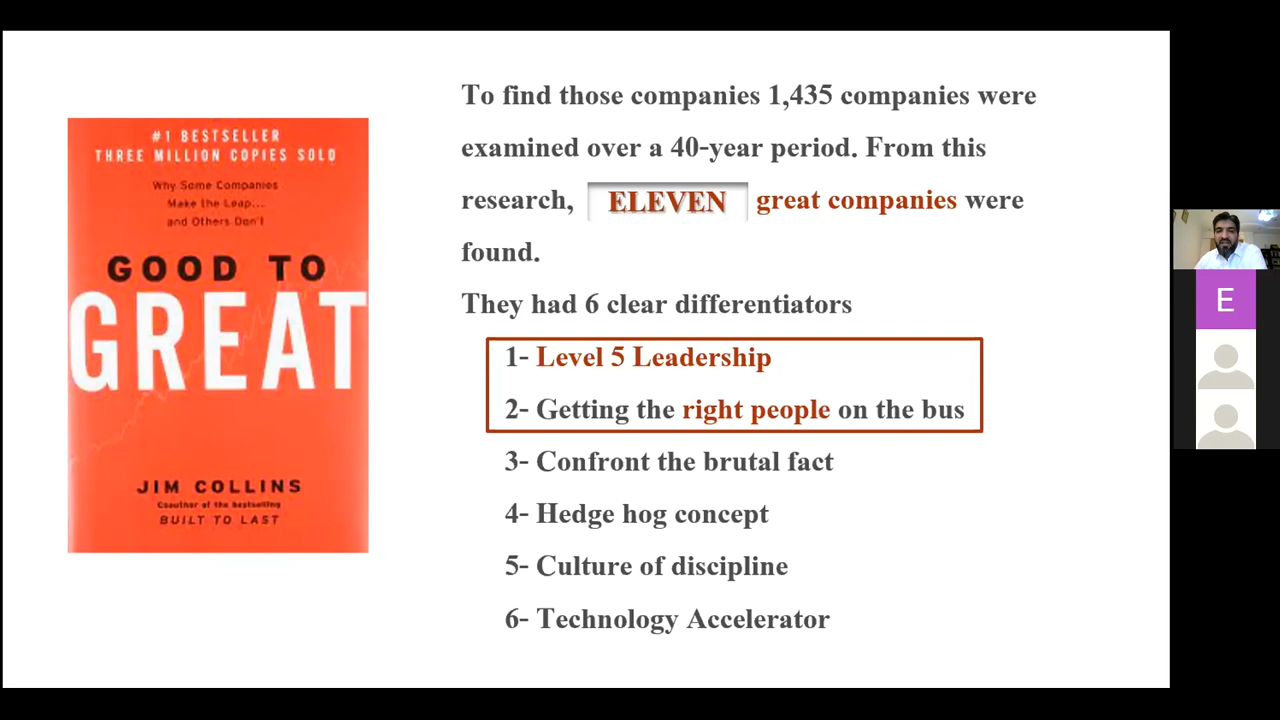 #1 BESTSELLER
THREE MILLION COPIES SOLD
Why Some Companies
Make the Leap...
and Others Don't
GOOD TO
GREAT
JIM COLLINS
Coauthor of the bestselling
BUILT TO LAST
To find those companies 1,435 companies were
examined over a 40-year period. From this
research, ELEVEN great companies were
found.
They had 6 clear differentiators
1- Level 5 Leadership
2- Getting the right people on the bus
3- Confront the brutal fact
4- Hedge hog concept
5- Culture of discipline
6- Technology Accelerator
E